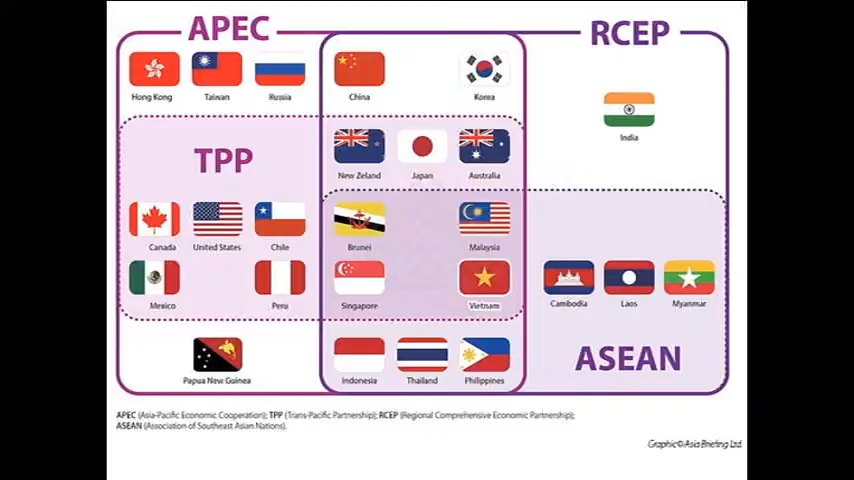 APEC
RCEP
Hong Kong Taiwan Russia China Korea
India
TPP
New Zeland Japan Australia
Canada United States Chile Brunei Malaysia
Mexico Peru Singapore Vietnam Cambodia Laos Myanmar
ASEAN
Papua New Guinea Indonesia Thailand Philippines
APEC (Asia-Pacific Economic Cooperation); TPP (Trans-Pacific Partnership); RCEP (Regional Comprehensive Economic Partnership);
ASEAN (Association of Southeast Asian Nations).
Graphic© Asia Briefing Ltd.